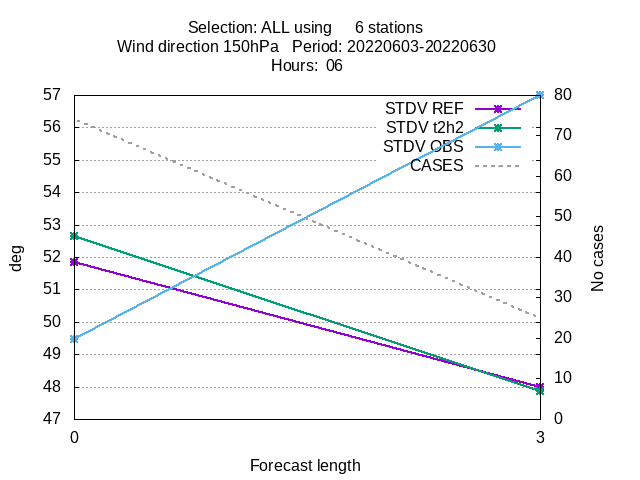 Selection: ALL using     6 stations
Wind direction 150hPa   Period: 20220603-20220630
Hours:  06
57
56
55
54
53
52
51
50
49
48
47
80
70
60
50
40
30
20
10
0
STDV REF
STDV t2h2
STDV OBS
CASES
deg
No cases
0
3
Forecast length